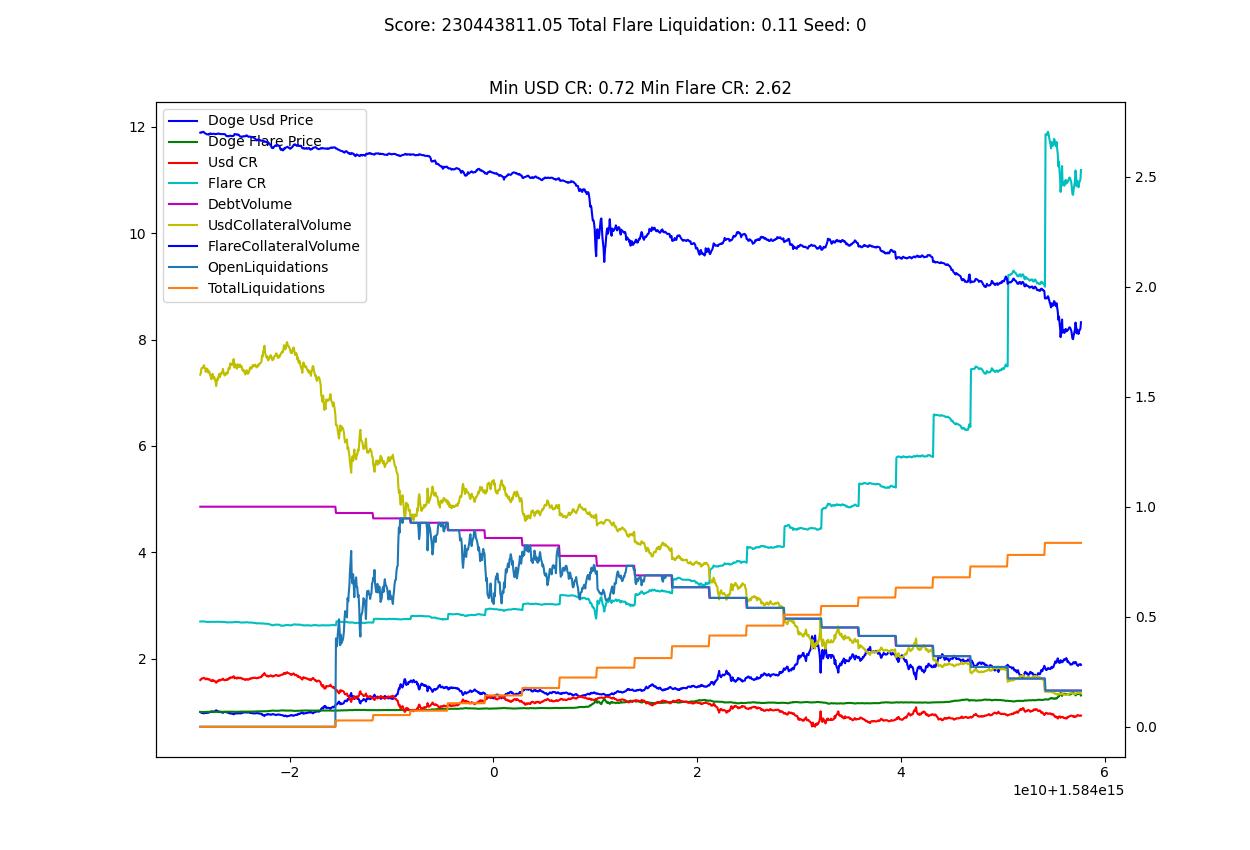 Score: 230443811.05 Total Flare Liquidation: 0.11 Seed: 0
Min USD CR: 0.72 Min Flare CR: 2.62
Doge Usd Price
Doge Flare Price
Usd CR
Flare CR
DebtVolume
UsdCollateralVolume
FlareCollateralVolume
OpenLiquidations
TotalLiquidations
12
10
8
6
4
2
2.5
2.0
1.5
1.0
0.5
0.0
−2
0
2
4
6
1e10+1.584e15